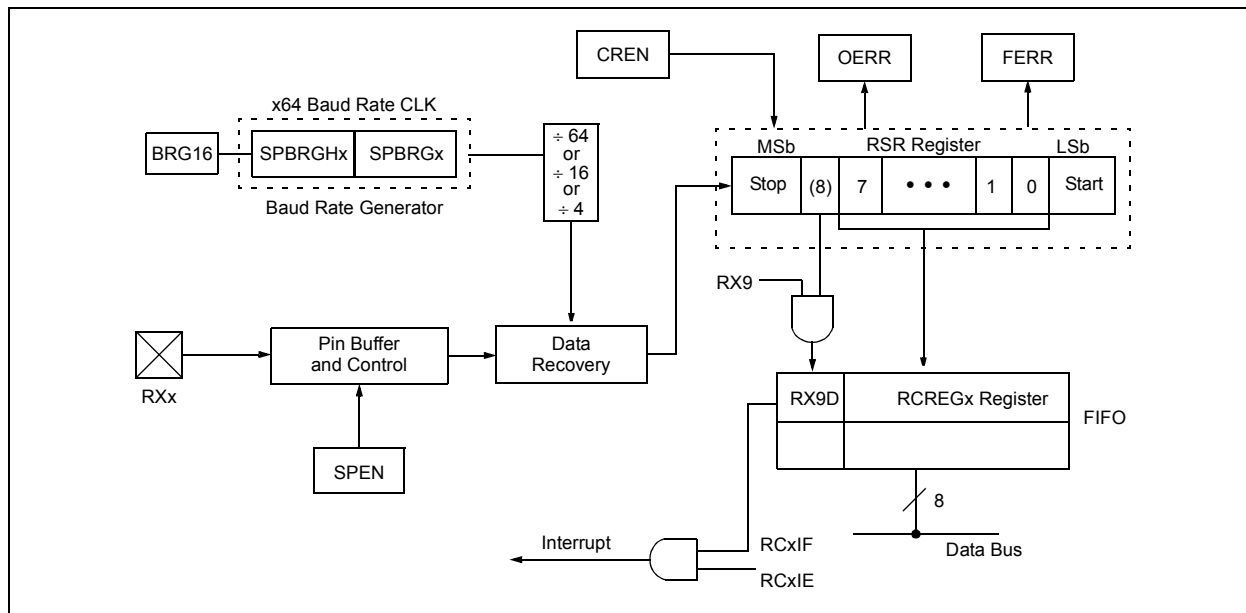 CREN
OERR
FERR
x64 Baud Rate CLK
BRG16
SPBRGHx
SPBRGx
Baud Rate Generator
÷ 64
or
÷ 16
or
÷ 4
MSb
RSR Register
LSb
Stop
(8)
7
• • •
1
0
Start
RX9
RXx
Pin Buffer
and Control
Data
Recovery
SPEN
RX9D
RCREGx Register
FIFO
8
Data Bus
Interrupt
RCxIF
RCxIE